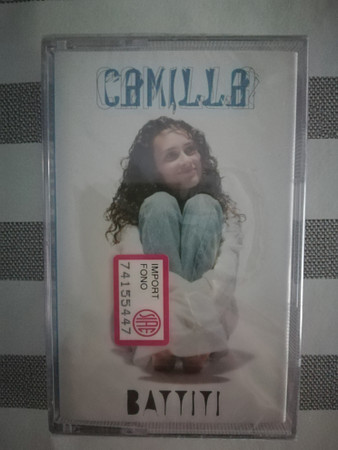 CAMILLA
IMPORT
FONO
SIAE
74155447
BATTITI